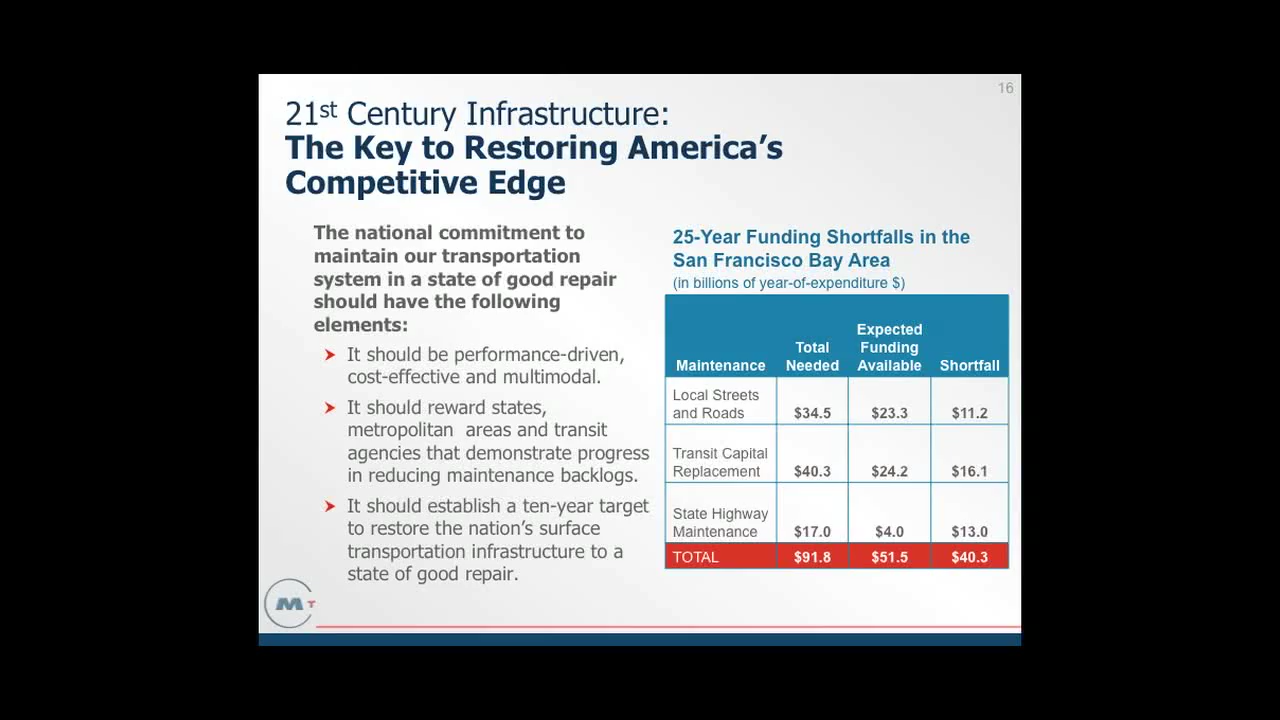 16
21st Century Infrastructure:
The Key to Restoring America's
Competitive Edge
The national commitment to
maintain our transportation
system in a state of good repair
should have the following
elements:
It should be performance-driven,
cost-effective and multimodal.
It should reward states,
metropolitan areas and transit
agencies that demonstrate progress
in reducing maintenance backlogs.
It should establish a ten-year target
to restore the nation's surface
transportation infrastructure to a
state of good repair.
25-Year Funding Shortfalls in the
San Francisco Bay Area
(in billions of year-of-expenditure $)
Maintenance Total Needed Expected Funding Available Shortfall
Local Streets and Roads $34.5 $23.3 $11.2
Transit Capital Replacement $40.3 $24.2 $16.1
State Highway Maintenance $17.0 $4.0 $13.0
TOTAL $91.8 $51.5 $40.3
M T